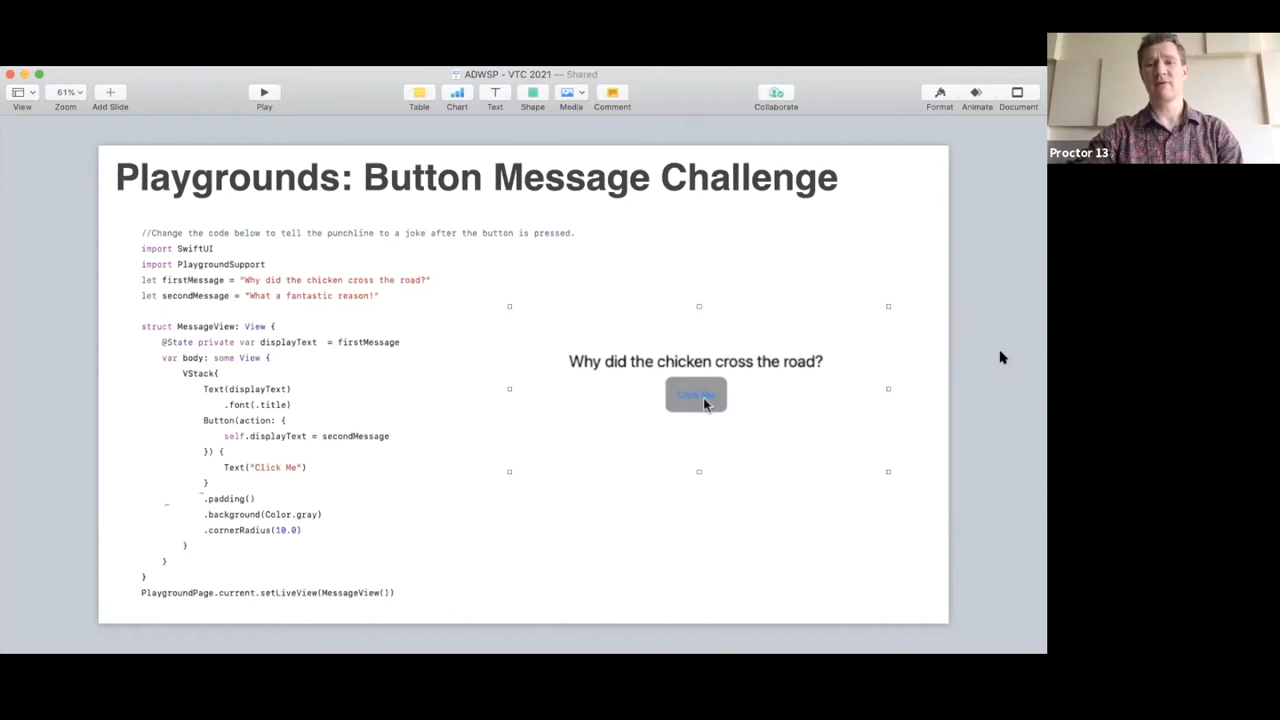 ADWSP - VTC 2021 — Shared
61%
View
Zoom
Add Slide
Play
Table
Chart
Text
Shape
Media
Comment
Collaborate
Format
Animate
Document
Proctor 13
Playgrounds: Button Message Challenge
//Change the code below to tell the punchline to a joke after the button is pressed.
import SwiftUI
import PlaygroundSupport
let firstMessage = "Why did the chicken cross the road?"
let secondMessage = "What a fantastic reason!"
struct MessageView: View {
@State private var displayText  = firstMessage
var body: some View {
VStack{
Text(displayText)
.font(.title)
Button(action: {
self.displayText = secondMessage
}) {
Text("Click Me")
}
.padding()
.background(Color.gray)
.cornerRadius(10.0)
}
}
}
PlaygroundPage.current.setLiveView(MessageView())
Why did the chicken cross the road?
Click Me